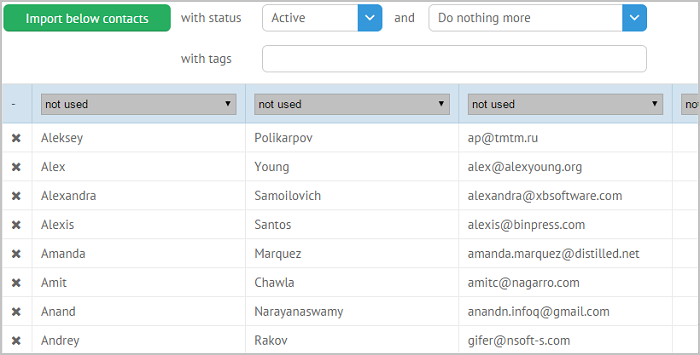 Import below contacts with status Active and Do nothing more
with tags
- not used not used not used not
✖ Aleksey Polikarpov ap@tmtm.ru
✖ Alex Young alex@alexyoung.org
✖ Alexandra Samoilovich alexandra@xbsoftware.com
✖ Alexis Santos alexis@binpress.com
✖ Amanda Marquez amanda.marquez@distilled.net
✖ Amit Chawla amitc@nagarro.com
✖ Anand Narayanaswamy anandn.infoq@gmail.com
✖ Andrey Rakov gifer@nsoft-s.com